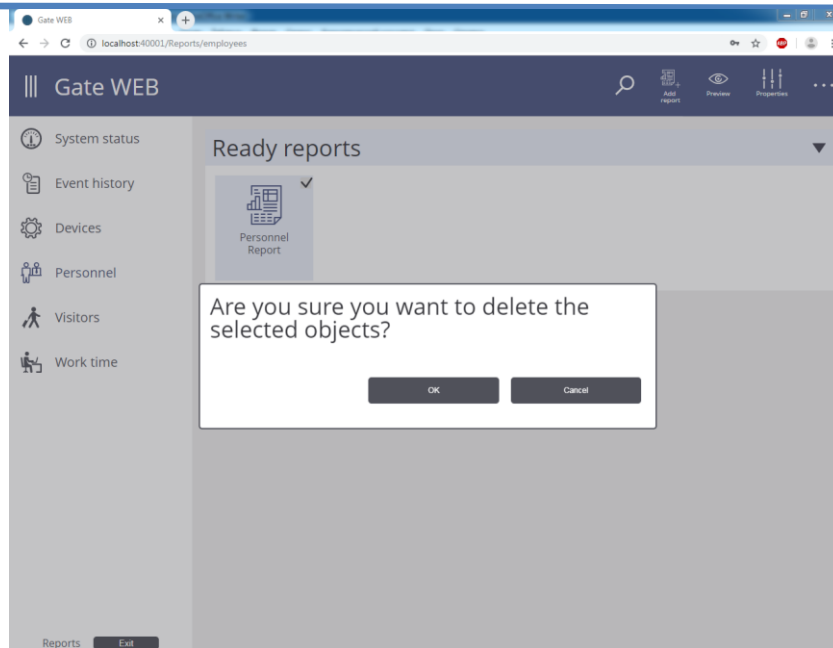 Gate WEB
localhost:40001/Reports/employees
Gate WEB
Add
report
Preview
Properties
System status
Event history
Devices
Personnel
Visitors
Work time
Ready reports
Personnel
Report
Are you sure you want to delete the
selected objects?
OK
Cancel
Reports
Exit